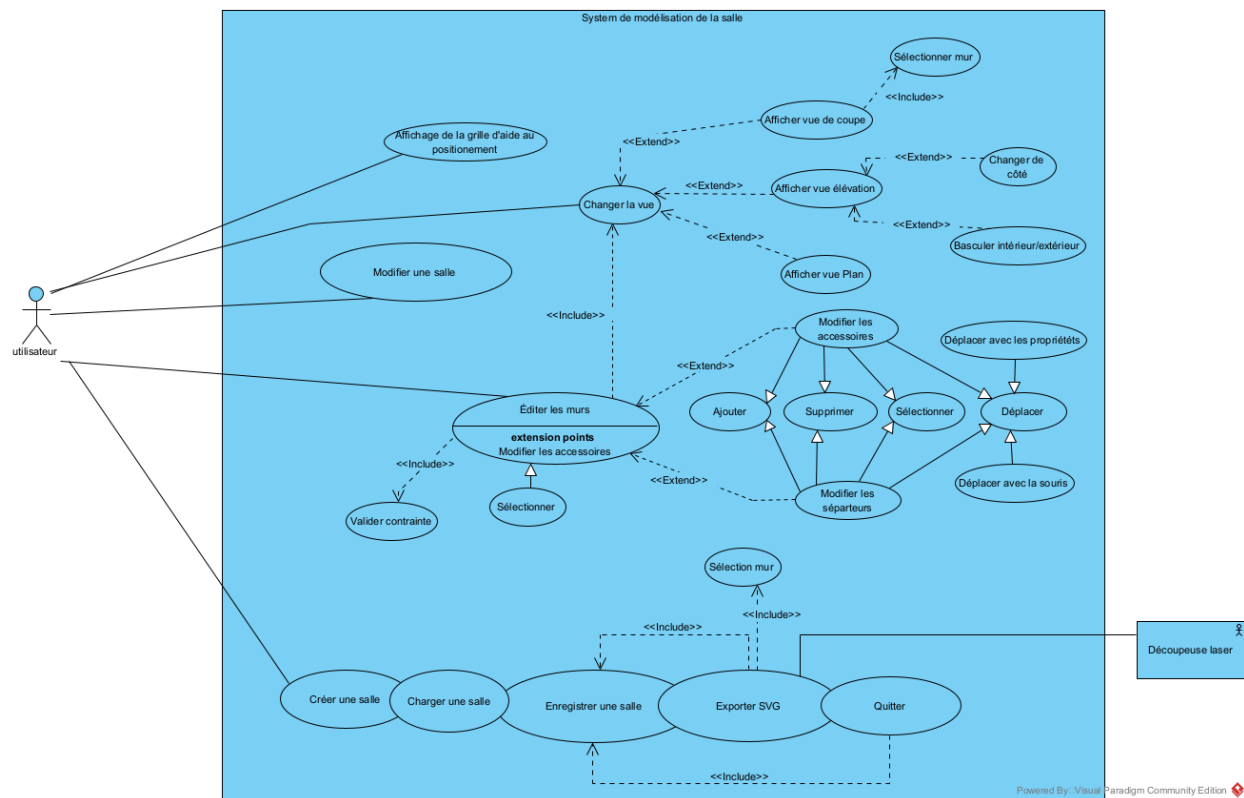 System de modélisation de la salle
Sélectionner mur
<<Include>>
Afficher vue de coupe
Affichage de la grille d'aide au
positionement
<<Extend>>
<<Extend>>
Changer de
côté
<<Extend>>
Afficher vue élévation
Changer la vue
<<Extend>>
<<Extend>>
Basculer intérieur/extérieur
Modifier une salle
Afficher vue Plan
<<Include>>
Modifier les
accessoires
Déplacer avec les propriététs
utilisateur
<<Extend>>
Éditer les murs
Ajouter
Supprimer
Sélectionner
Déplacer
extension points
Modifier les accessoires
<<Include>>
<<Extend>>
Déplacer avec la souris
Modifier les
séparteurs
Sélectionner
Valider contrainte
Sélection mur
<<Include>>
<<Include>>
Découpeuse laser
Créer une salle
Charger une salle
Enregistrer une salle
Exporter SVG
Quitter
<<Include>>
Powered By: Visual Paradigm Community Edition